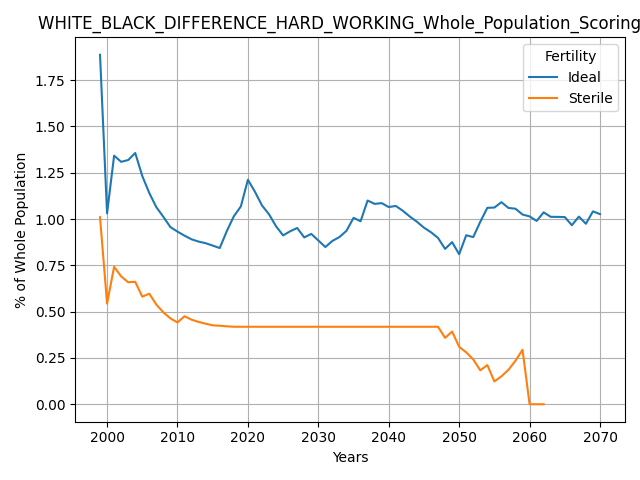 WHITE_BLACK_DIFFERENCE_HARD_WORKING_Whole_Population_Scoring
Fertility
Ideal
Sterile
% of Whole Population
1.75
1.50
1.25
1.00
0.75
0.50
0.25
0.00
2000 2010 2020 2030 2040 2050 2060 2070
Years